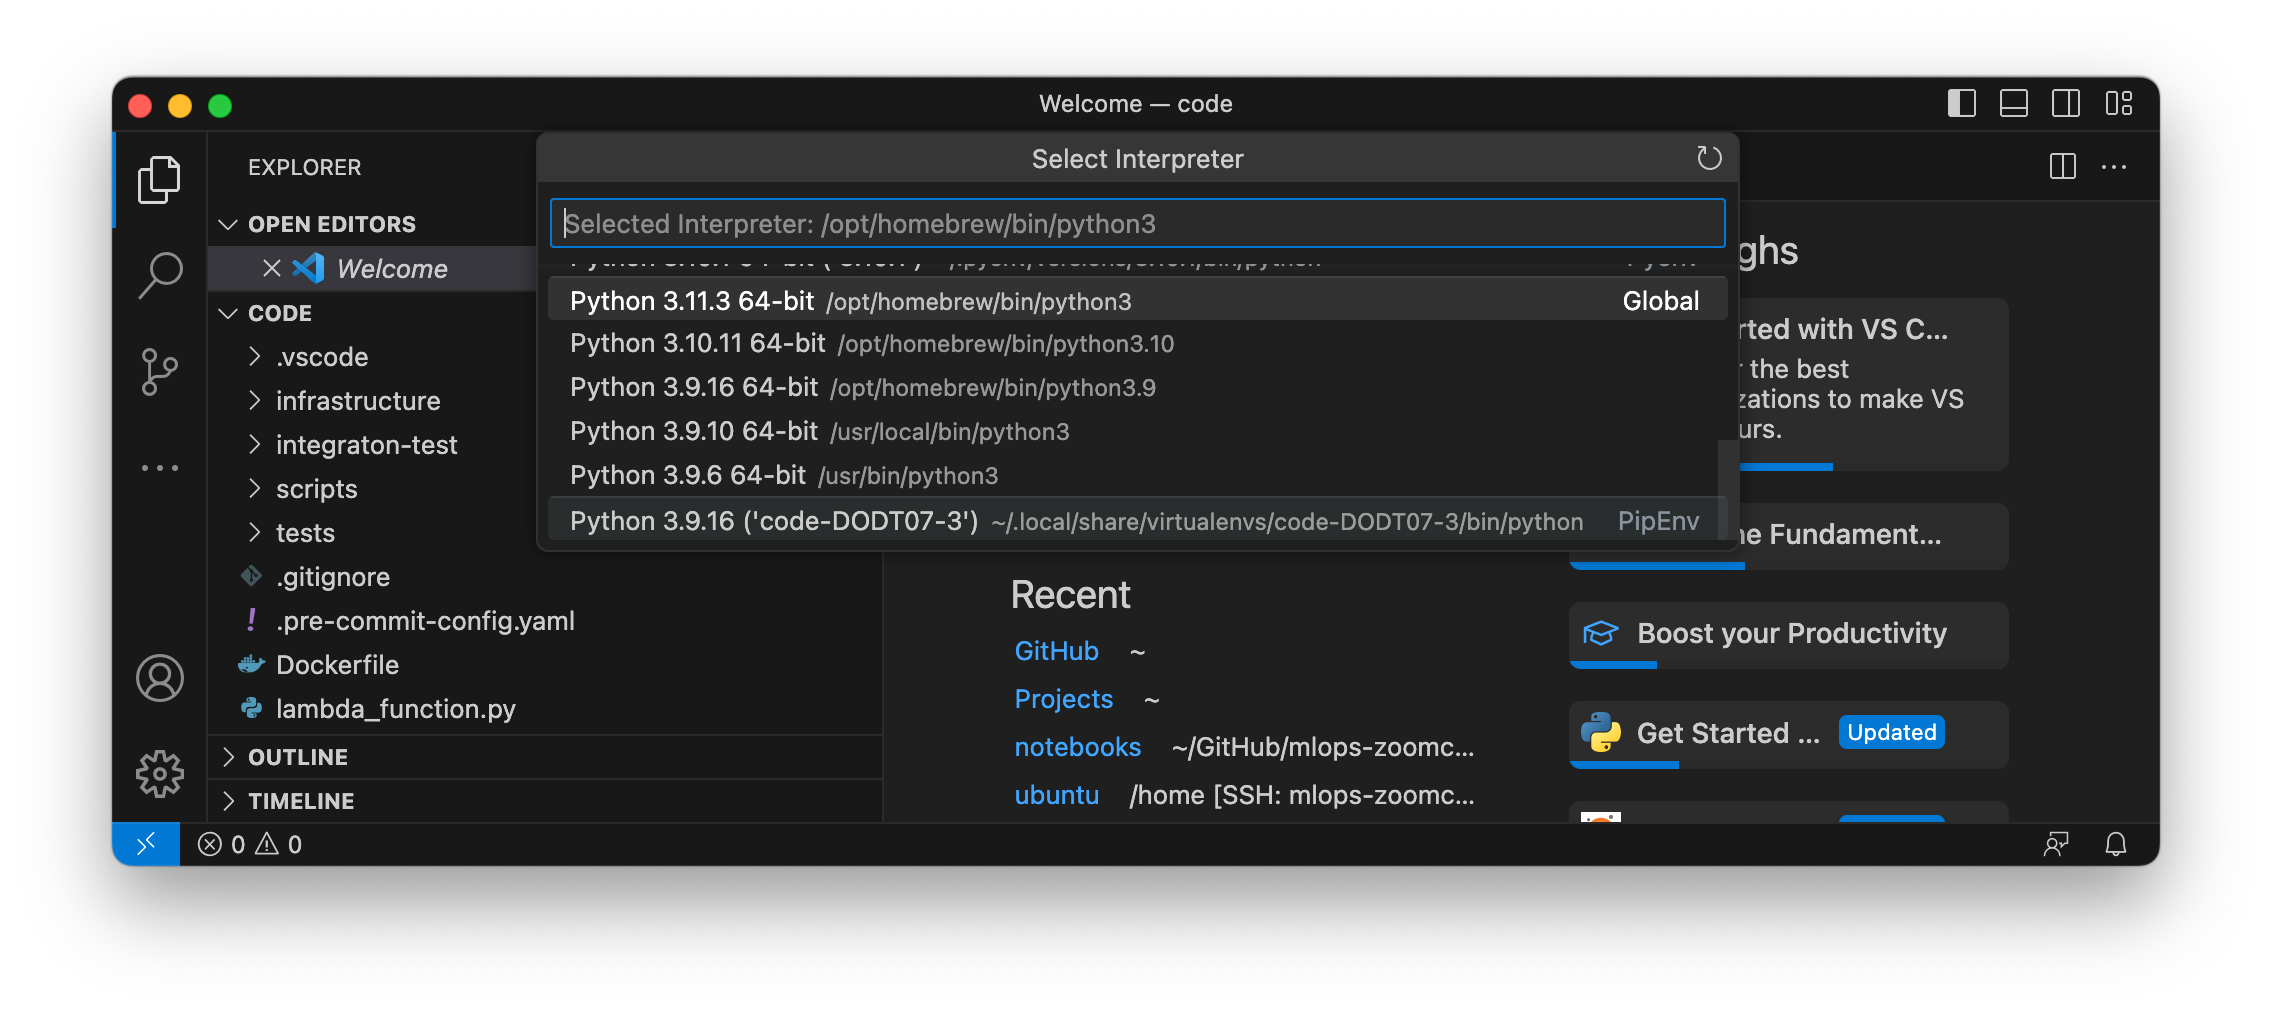 Welcome — code
EXPLORER
OPEN EDITORS
Welcome
CODE
.vscode
infrastructure
integraton-test
scripts
tests
.gitignore
.pre-commit-config.yaml
Dockerfile
lambda_function.py
OUTLINE
TIMELINE
Select Interpreter
Selected Interpreter: /opt/homebrew/bin/python3
Python 3.11.3 64-bit /opt/homebrew/bin/python3 Global
Python 3.10.11 64-bit /opt/homebrew/bin/python3.10
Python 3.9.16 64-bit /opt/homebrew/bin/python3.9
Python 3.9.10 64-bit /usr/local/bin/python3
Python 3.9.6 64-bit /usr/bin/python3
Python 3.9.16 ('code-DODT07-3') ~/.local/share/virtualenvs/code-DODT07-3/bin/python PipEnv
Recent
GitHub ~
Projects ~
notebooks ~/GitHub/mlops-zoomc...
ubuntu /home [SSH: mlops-zoomc...
ghs
rted with VS C...
the best
zations to make VS
urs.
ne Fundament...
Boost your Productivity
Get Started ... Updated
0 0